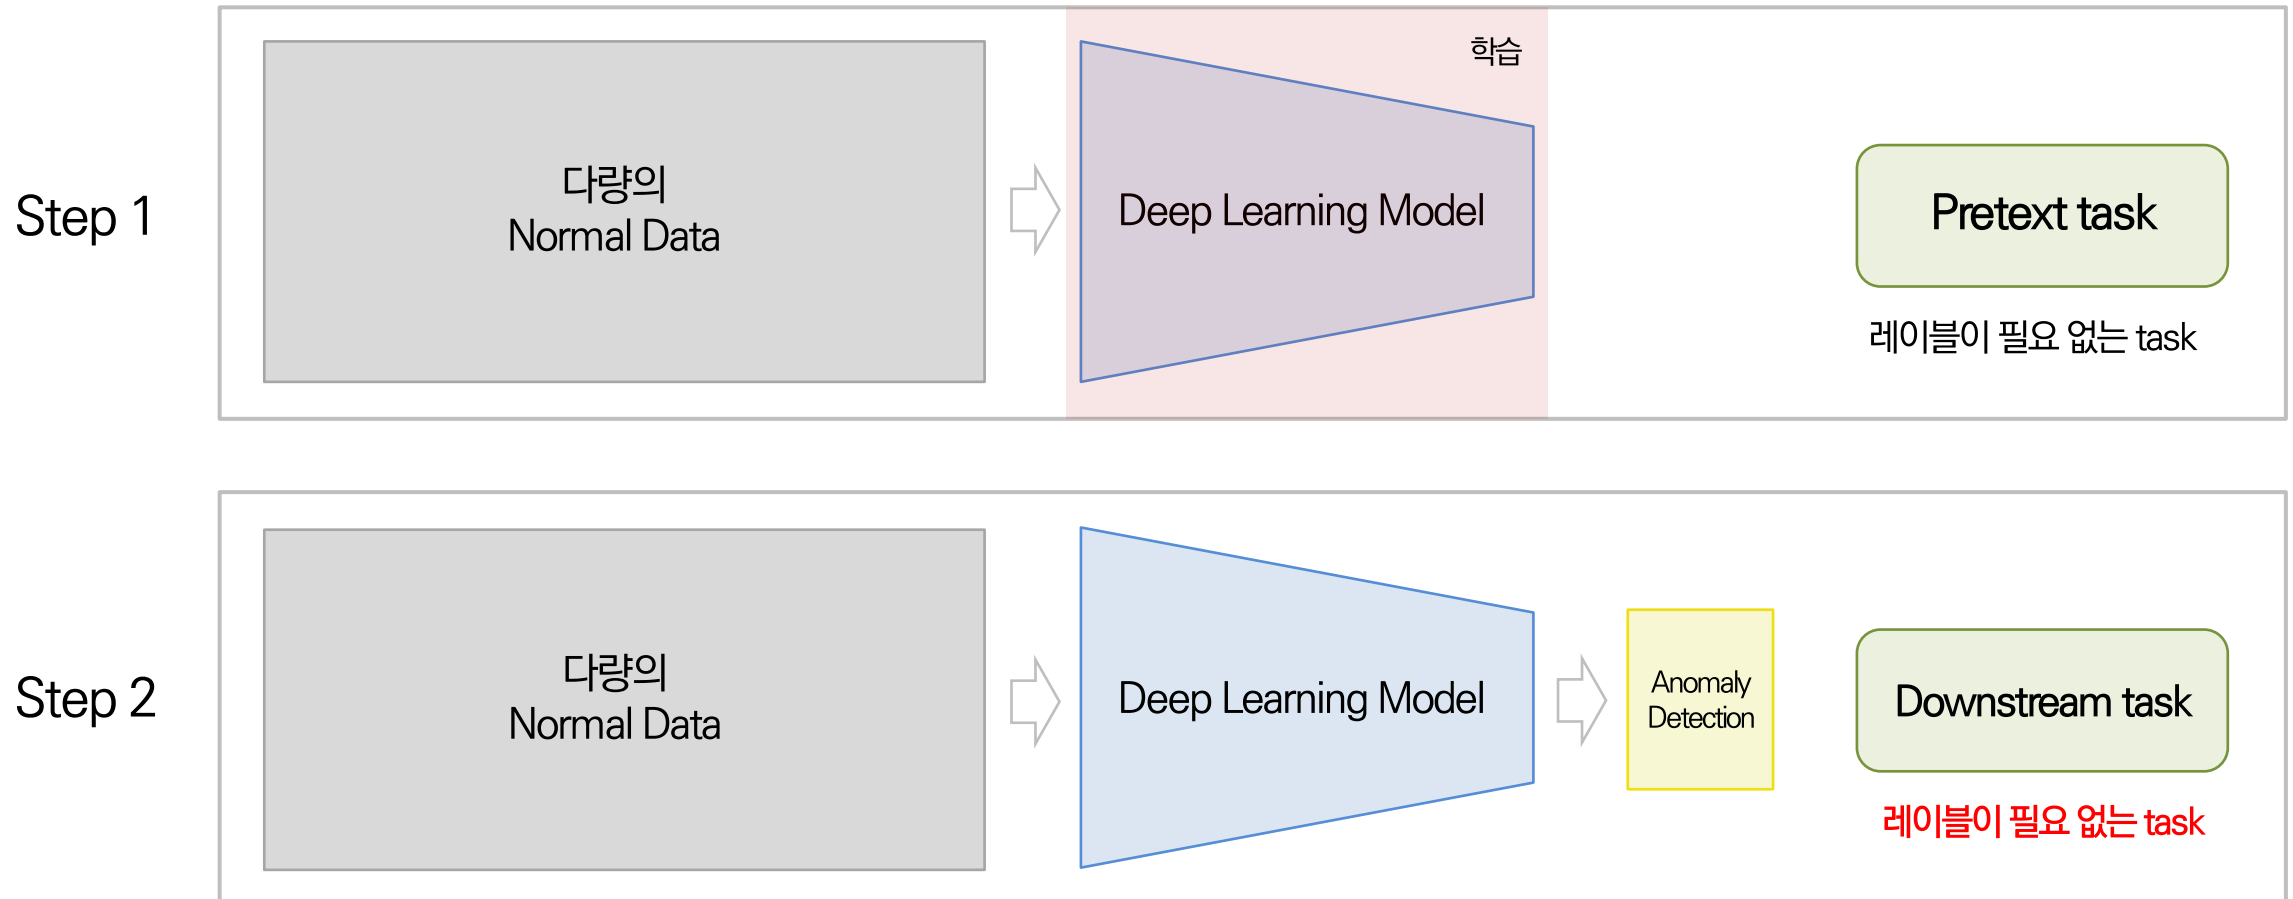 학습
Step 1
다량의
Normal Data
Deep Learning Model
Pretext task
레이블이 필요 없는 task
Step 2
다량의
Normal Data
Deep Learning Model
Anomaly
Detection
Downstream task
레이블이 필요 없는 task